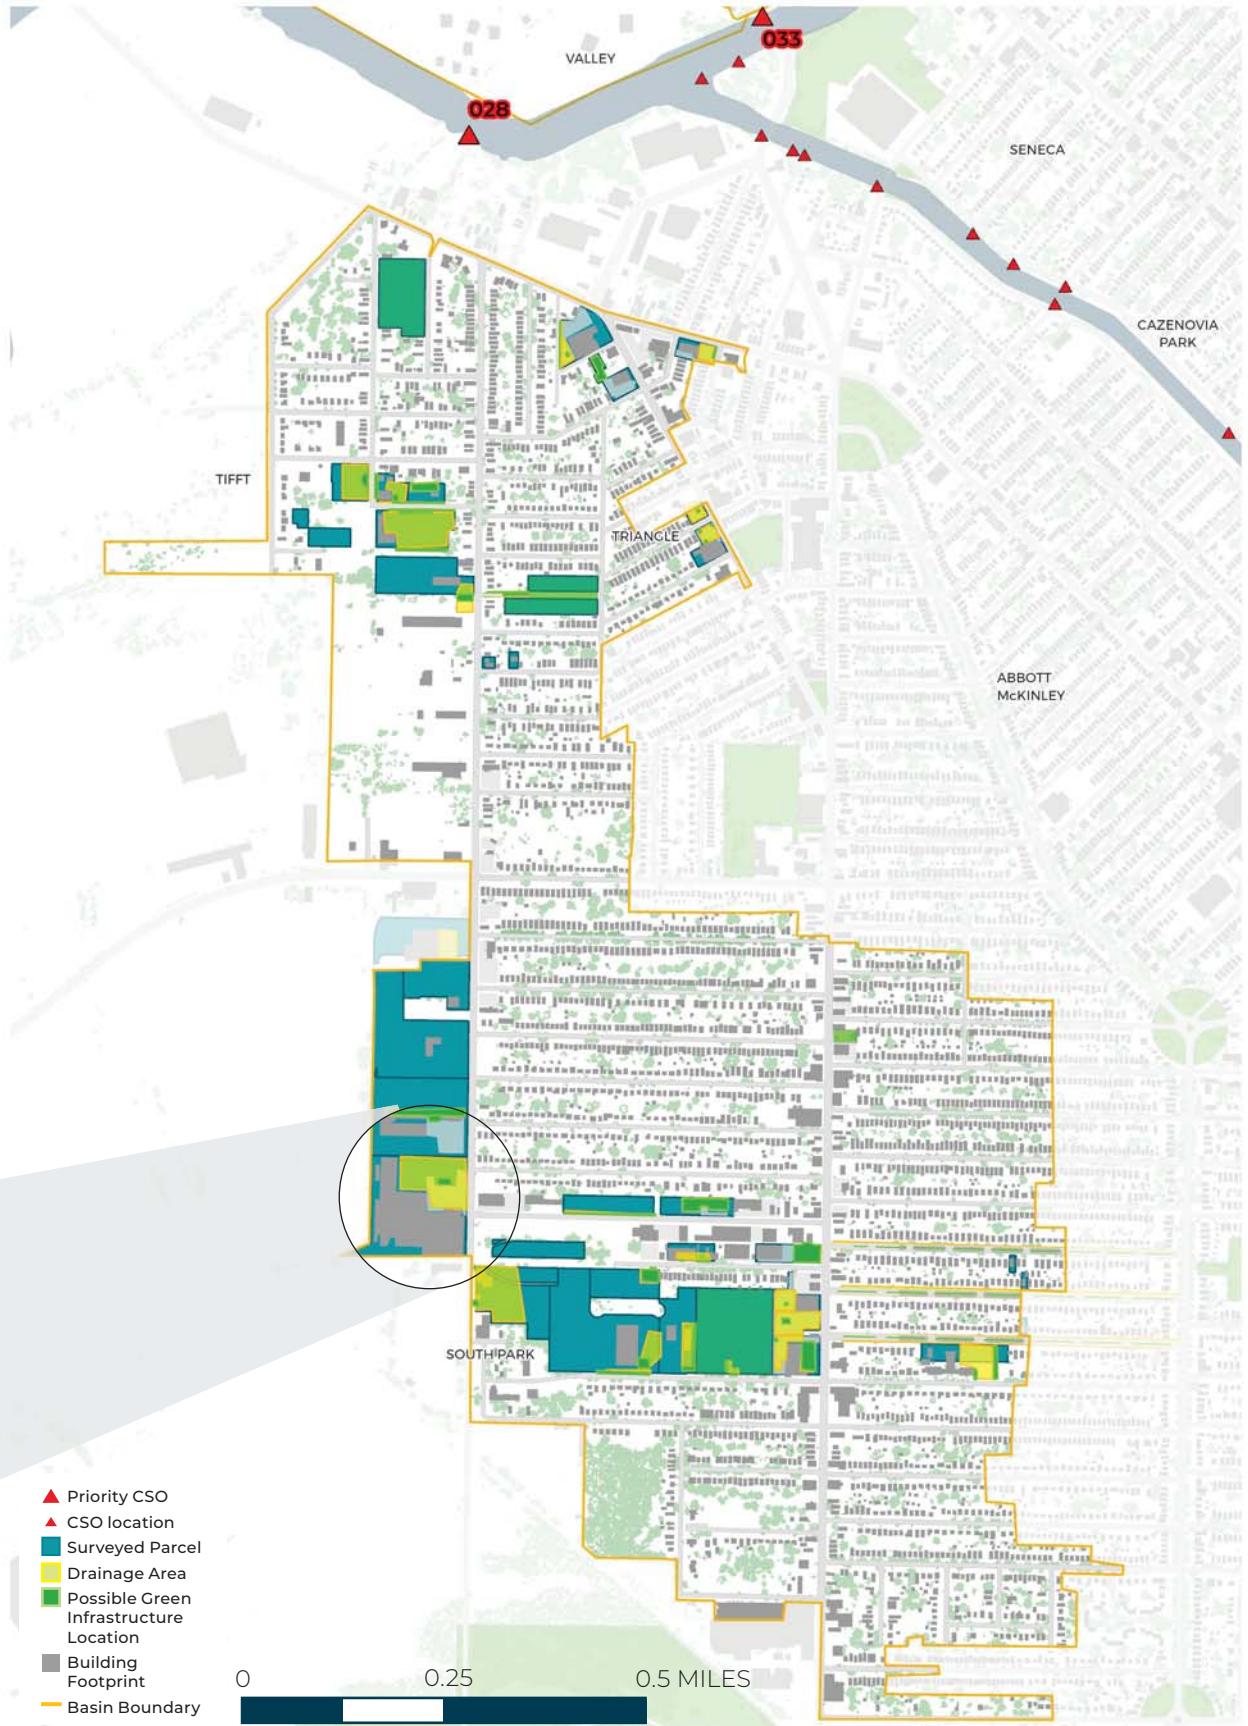 033
VALLEY
028
SENECA
CAZENOVIA
PARK
TIFFT
TRIANGLE
ABBOTT
McKINLEY
SOUTH PARK
Priority CSO
CSO location
Surveyed Parcel
Drainage Area
Possible Green
Infrastructure
Location
Building
Footprint
Basin Boundary
0 0.25 0.5 MILES